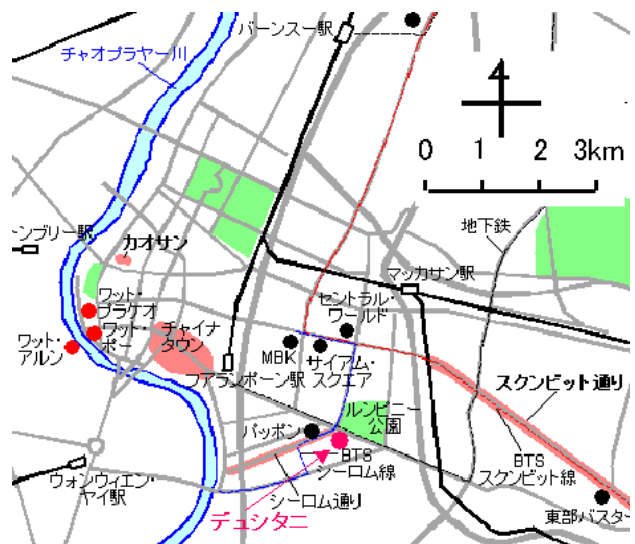 バーンスー駅
チャオプラヤー川
4
0 1 2 3km
地下鉄
ーンブリー駅
カオサン
マッカサン駅
ワット・
プラケオ
セントラル・
ワールド
ワット・
ポー
チャイナ
タウン
ワット・
アルン
MBK
サイアム・
スクエア
フアランポーン駅
スクンビット通り
ルンピニー
公園
パッポン
BTS
シーロム線
BTS
スクンビット線
ウォンウィエン・
ヤイ駅
シーロム通り
東部バスター
デュシタニ